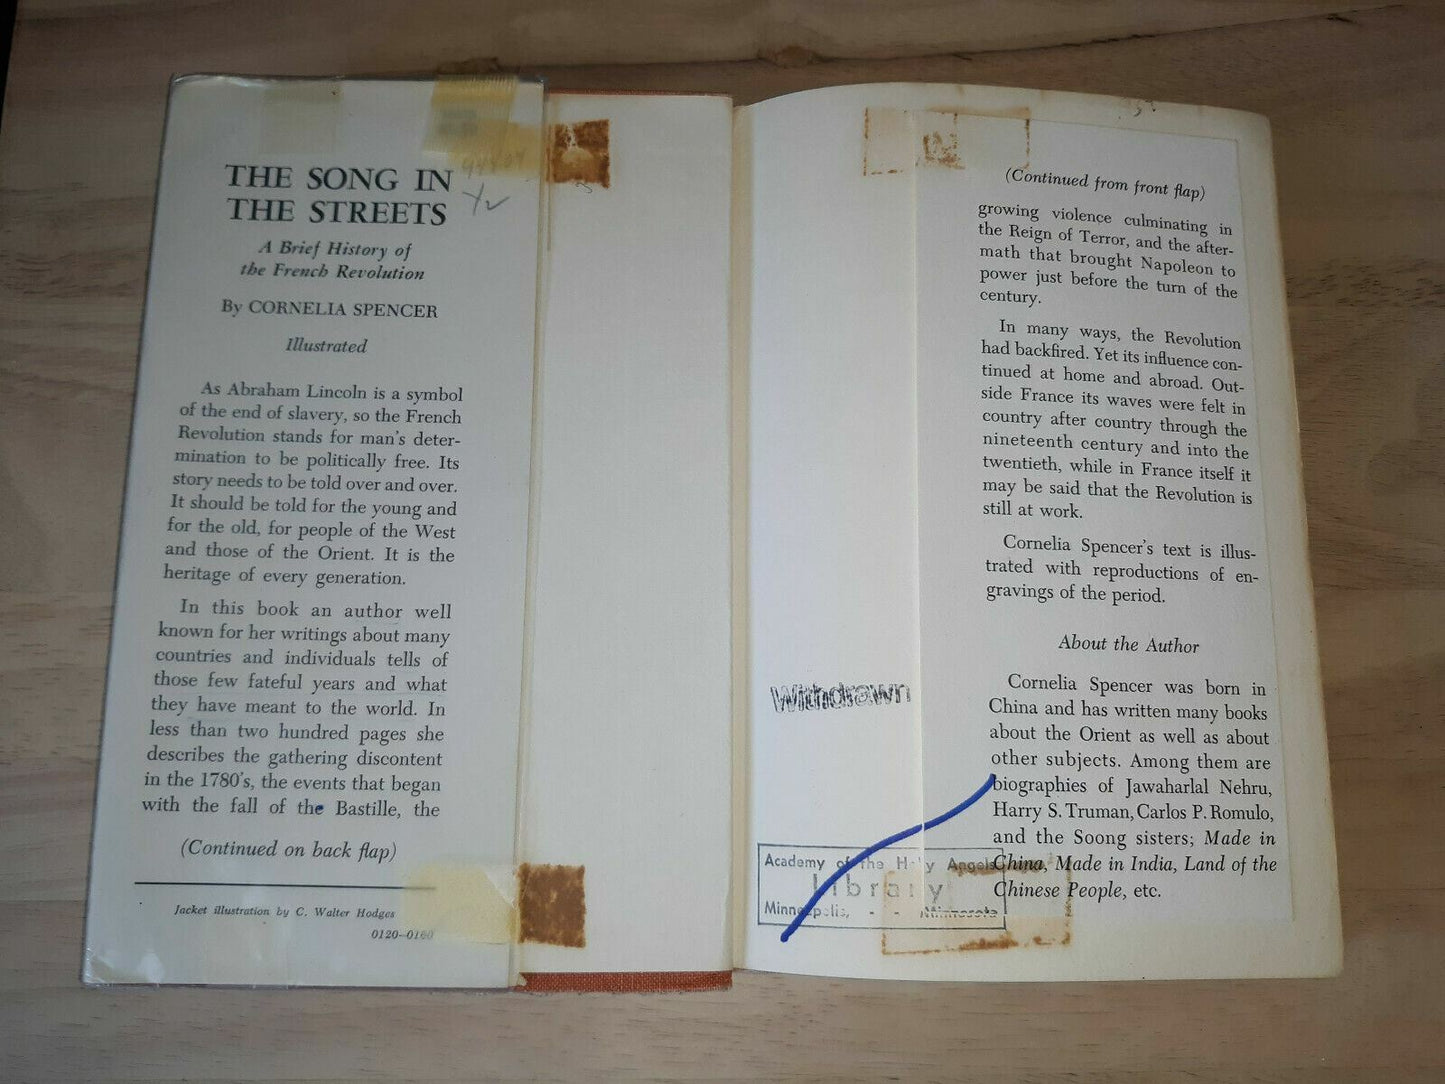 THE SONG IN
THE STREETS
A Brief History of
the French Revolution
By CORNELIA SPENCER
Illustrated
As Abraham Lincoln is a symbol
of the end of slavery, so the French
Revolution stands for man's deter-
mination to be politically free. Its
story needs to be told over and over.
It should be told for the young and
for the old, for people of the West
and those of the Orient. It is the
heritage of every generation.
In this book an author well
known for her writings about many
countries and individuals tells of
those few fateful years and what
they have meant to the world. In
less than two hundred pages she
describes the gathering discontent
in the 1780's, the events that began
with the fall of the Bastille, the
(Continued on back flap)
Jacket illustration by C. Walter Hodges
0120–0160
Withdrawn
Academy of the Holy Angels
Library
Minneapolis, - - Minnesota
(Continued from front flap)
growing violence culminating in
the Reign of Terror, and the after-
math that brought Napoleon to
power just before the turn of the
century.
In many ways, the Revolution
had backfired. Yet its influence con-
tinued at home and abroad. Out-
side France its waves were felt in
country after country through the
nineteenth century and into the
twentieth, while in France itself it
may be said that the Revolution is
still at work.
Cornelia Spencer's text is illus-
trated with reproductions of en-
gravings of the period.
About the Author
Cornelia Spencer was born in
China and has written many books
about the Orient as well as about
other subjects. Among them are
biographies of Jawaharlal Nehru,
Harry S. Truman, Carlos P. Romulo,
and the Soong sisters; Made in
China, Made in India, Land of the
Chinese People, etc.